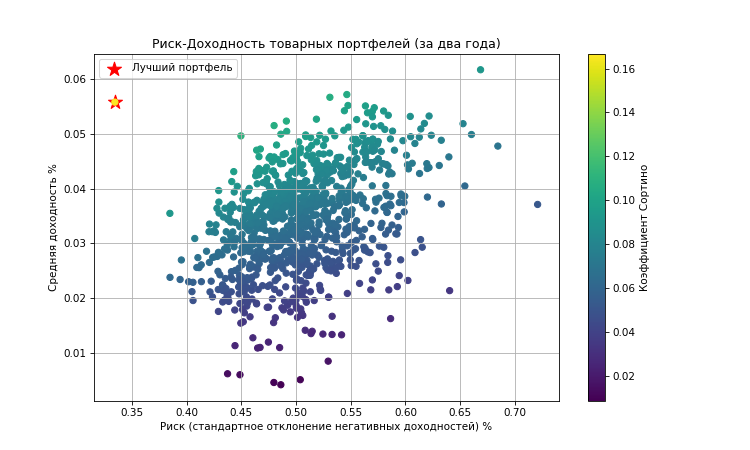 Риск-Доходность товарных портфелей (за два года)
Лучший портфель
0.06
0.05
0.04
0.03
0.02
0.01
Средняя доходность %
0.35 0.40 0.45 0.50 0.55 0.60 0.65 0.70
Риск (стандартное отклонение негативных доходностей) %
0.16
0.14
0.12
0.10
0.08
0.06
0.04
0.02
Коэффициент Сортино